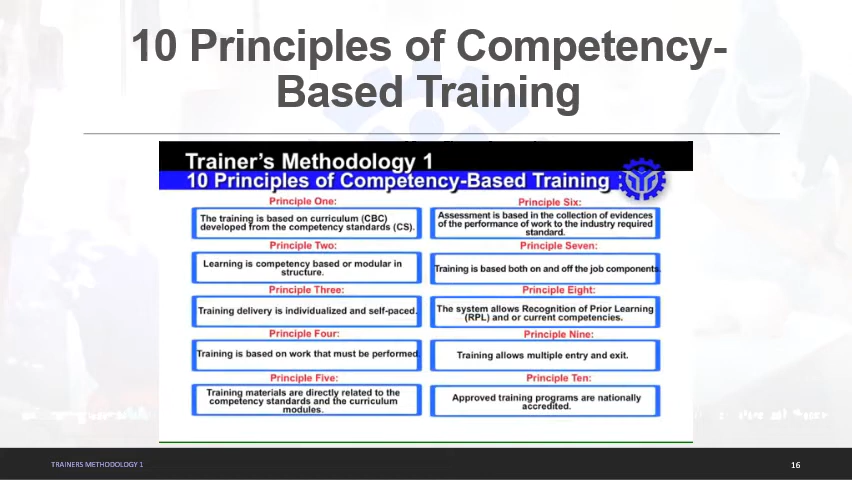 10 Principles of Competency-
Based Training
Trainer's Methodology 1
10 Principles of Competency-Based Training
Principle One:
The training is based on curriculum (CBC)
developed from the competency standards (CS).
Principle Two:
Learning is competency based or modular in
structure.
Principle Three:
Training delivery is individualized and self-paced.
Principle Four:
Training is based on work that must be performed.
Principle Five:
Training materials are directly related to the
competency standards and the curriculum
modules.
Principle Six:
Assessment is based in the collection of evidences
of the performance of work to the industry required
standard.
Principle Seven:
Training is based both on and off the job components.
Principle Eight:
The system allows Recognition of Prior Learning
(RPL) and or current competencies.
Principle Nine:
Training allows multiple entry and exit.
Principle Ten:
Approved training programs are nationally
accredited.
TRAINERS METHODOLOGY 1
16